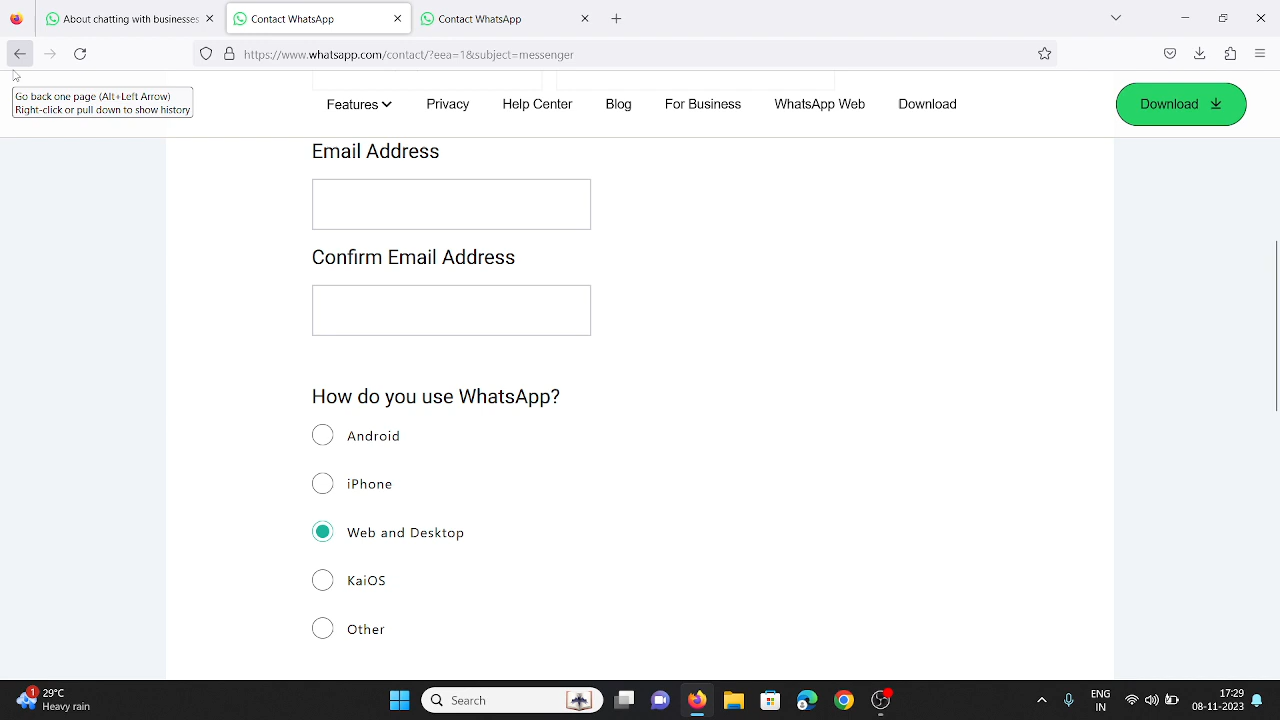 About chatting with businesses
Contact WhatsApp
Contact WhatsApp
https://www.whatsapp.com/contact/?eea=1&subject=messenger
Go back one page (Alt+Left Arrow)
Right-click or pull down to show history
Features
Privacy
Help Center
Blog
For Business
WhatsApp Web
Download
Download
Email Address
Confirm Email Address
How do you use WhatsApp?
Android
iPhone
Web and Desktop
KaiOS
Other
1
29°C
Heavy rain
Search
ENG
IN
17:29
08-11-2023